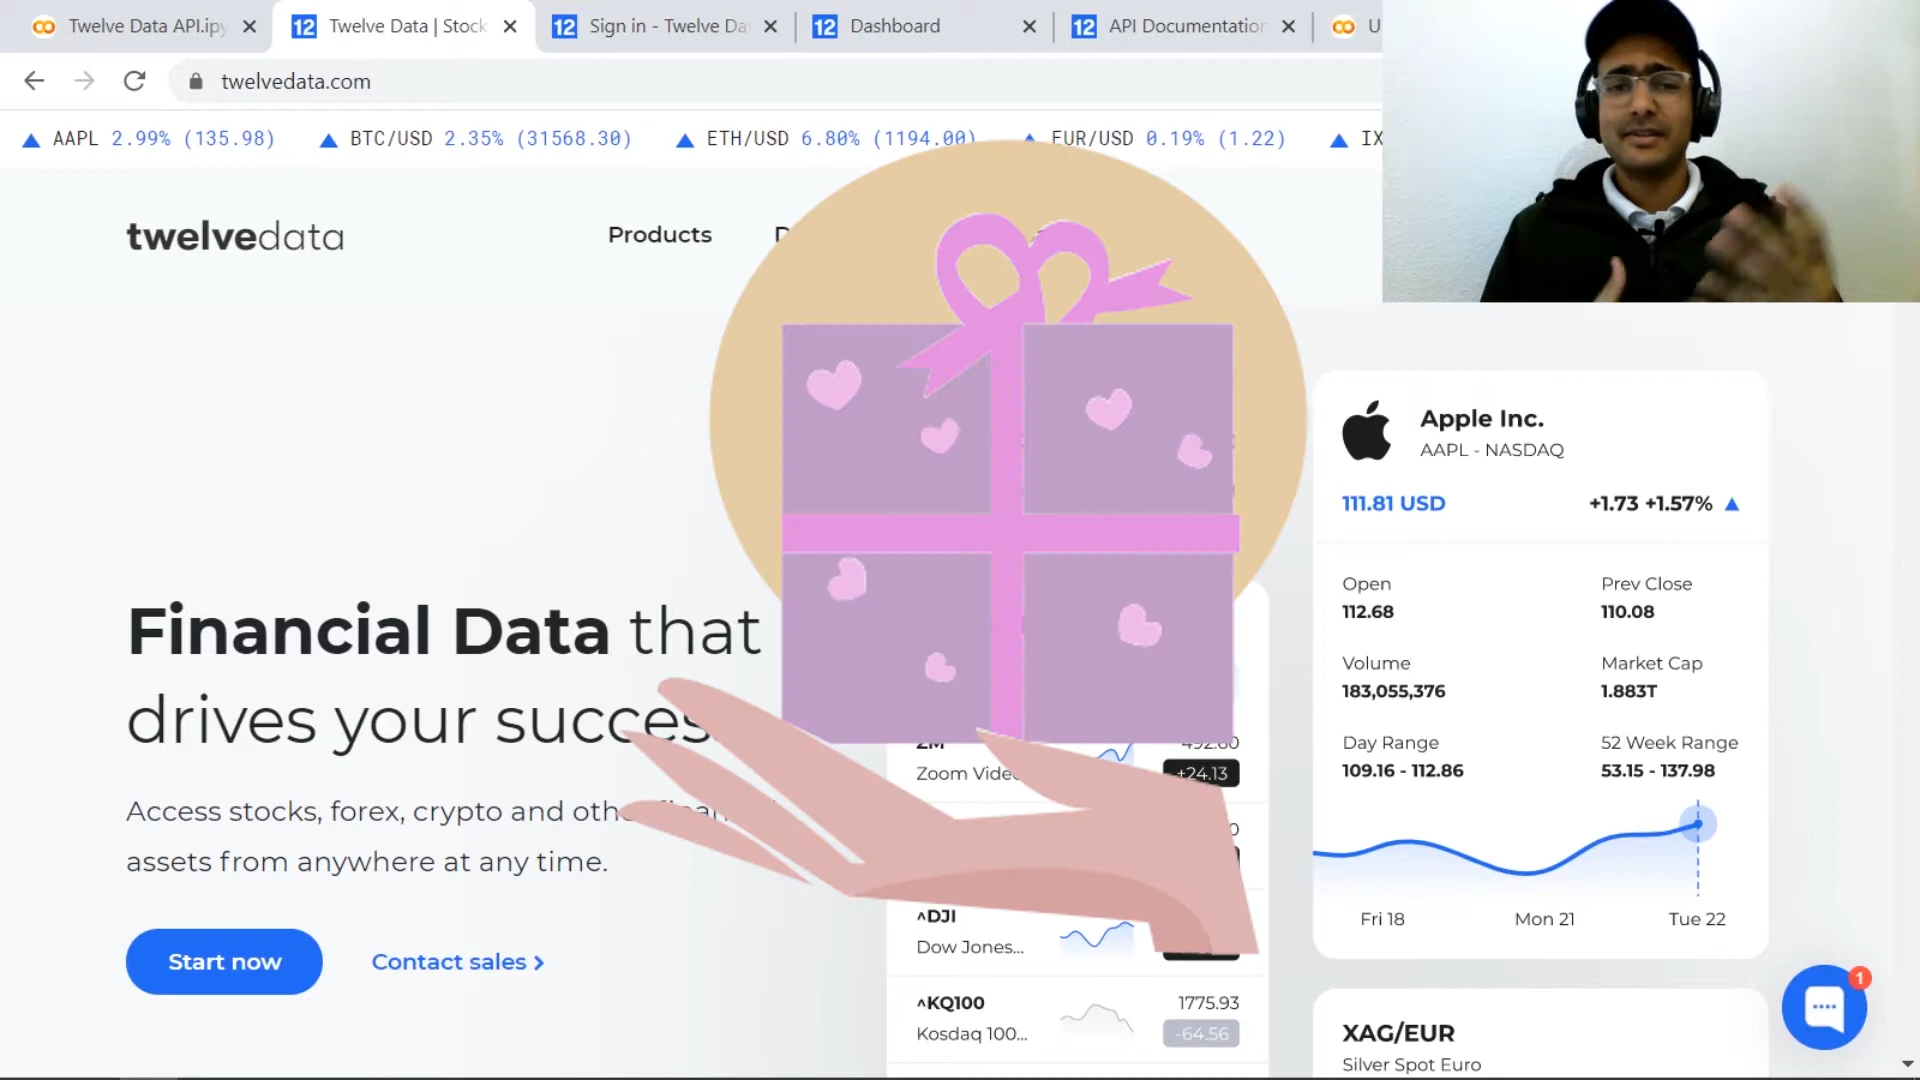 Twelve Data API.ipy
Twelve Data | Stock
Sign in - Twelve Da
Dashboard
API Documentation
U
twelvedata.com
AAPL 2.99% (135.98)
BTC/USD 2.35% (31568.30)
ETH/USD 6.80% (1194.00)
EUR/USD 0.19% (1.22)
IX
twelvedata
Products
Financial Data that
drives your succes
Access stocks, forex, crypto and oth
assets from anywhere at any time.
Start now
Contact sales >
ZM
492.60
Zoom Vide
+24.13
^DJI
Dow Jones...
^KQ100
1775.93
Kosdaq 100...
-64.56
Apple Inc.
AAPL - NASDAQ
111.81 USD
+1.73 +1.57%
Open
Prev Close
112.68
110.08
Volume
Market Cap
183,055,376
1.883T
Day Range
52 Week Range
109.16 - 112.86
53.15 - 137.98
Fri 18
Mon 21
Tue 22
1
XAG/EUR
Silver Spot Euro